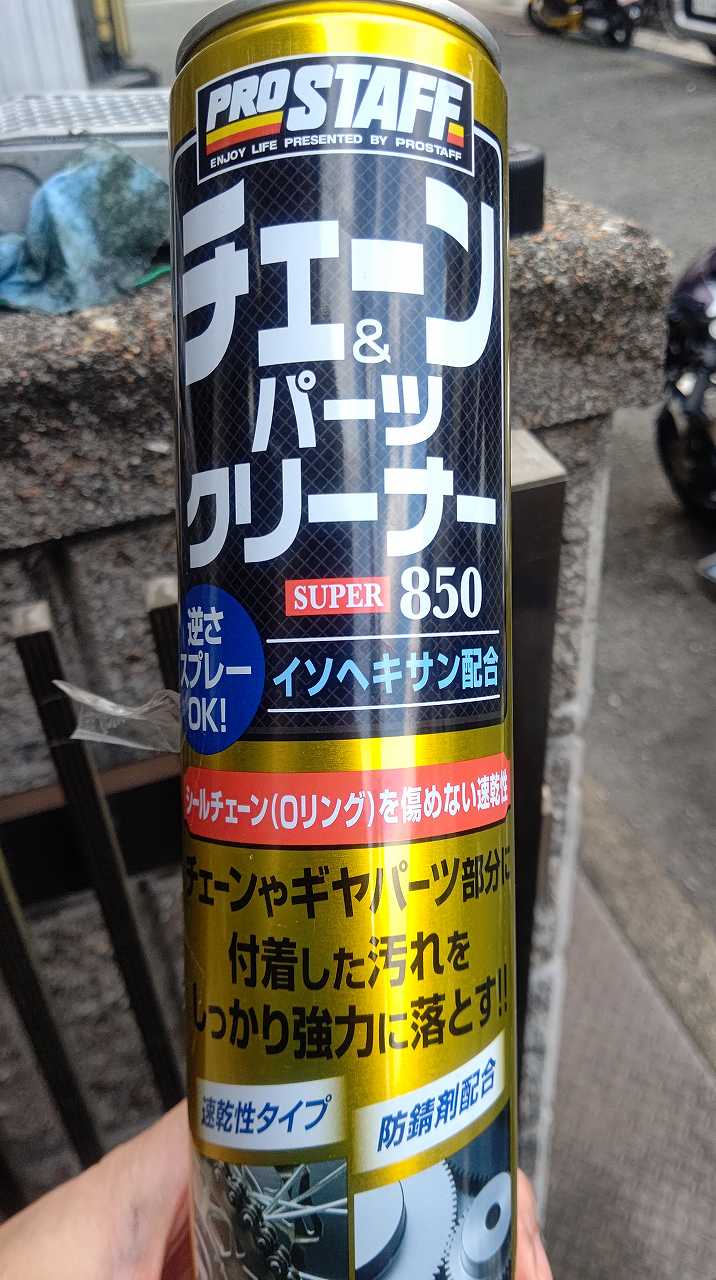 PROSTAFF
ENJOY LIFE PRESENTED BY PROSTAFF
チェーン
&
パーツ
クリーナー
SUPER 850
逆さ
スプレー
OK!
イソヘキサン配合
シールチェーン(Oリング)を傷めない速乾性
チェーンやギヤパーツ部分に
付着した汚れを
しっかり強力に落とす!!
速乾性タイプ
防錆剤配合